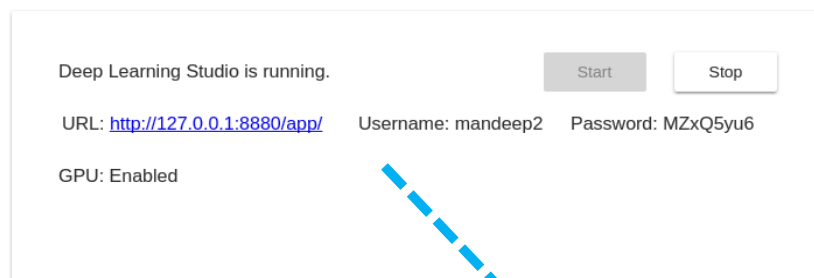 Deep Learning Studio is running. Start Stop
URL: http://127.0.0.1:8880/app/ Username: mandeep2 Password: MZxQ5yu6
GPU: Enabled